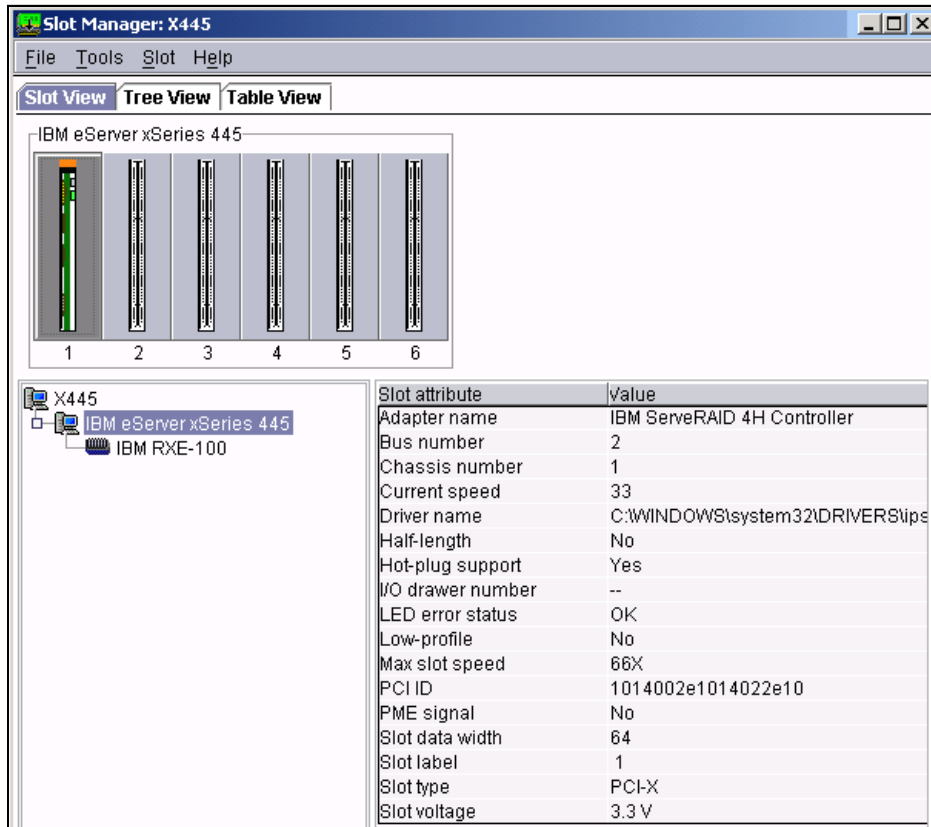 Slot Manager: X445
File Tools Slot Help
Slot View Tree View Table View
IBM eServer xSeries 445
1 2 3 4 5 6
X445
IBM eServer xSeries 445
IBM RXE-100
Slot attribute Value
Adapter name IBM ServeRAID 4H Controller
Bus number 2
Chassis number 1
Current speed 33
Driver name C:\WINDOWS\system32\DRIVERS\ips
Half-length No
Hot-plug support Yes
I/O drawer number --
LED error status OK
Low-profile No
Max slot speed 66X
PCI ID 1014002e1014022e10
PME signal No
Slot data width 64
Slot label 1
Slot type PCI-X
Slot voltage 3.3 V